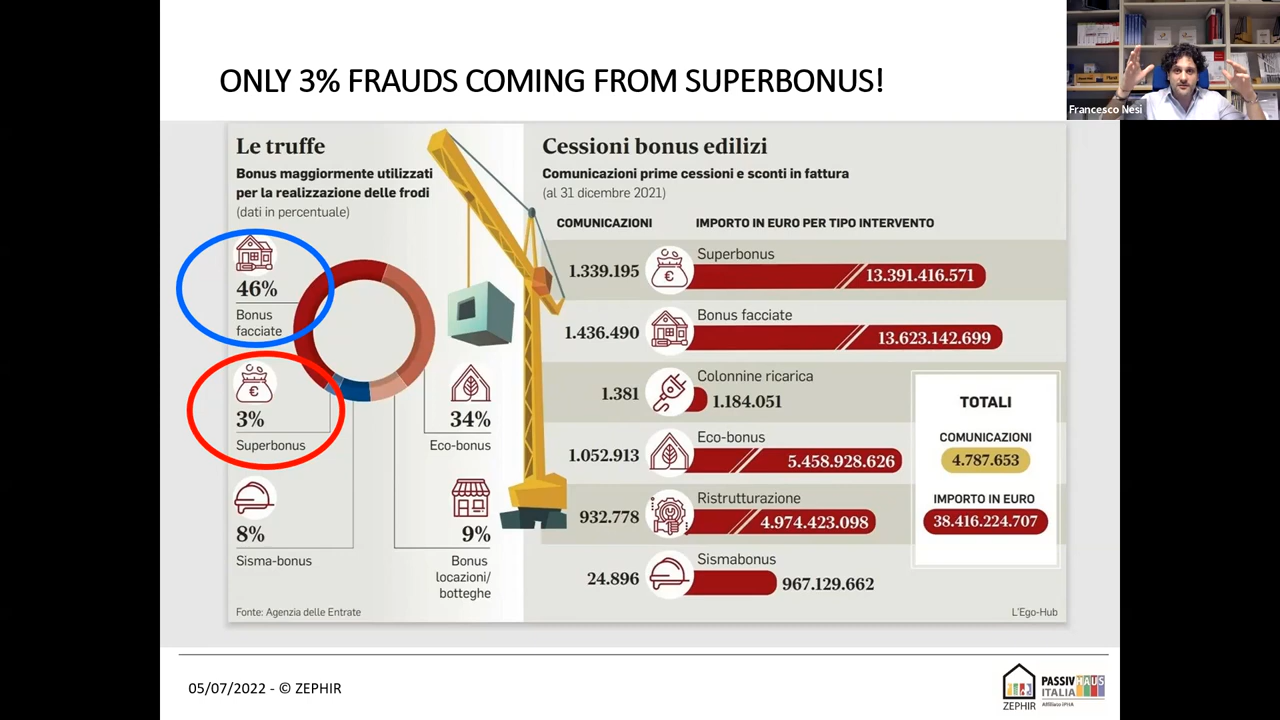 ONLY 3% FRAUDS COMING FROM SUPERBONUS!
Francesco Nesi
Le truffe
Bonus maggiormente utilizzati
per la realizzazione delle frodi
(dati in percentuale)
46%
Bonus
facciate
3%
Superbonus
8%
Sisma-bonus
34%
Eco-bonus
9%
Bonus
locazioni/
botteghe
Fonte: Agenzia delle Entrate
Cessioni bonus edilizi
Comunicazioni prime cessioni e sconti in fattura
(al 31 dicembre 2021)
COMUNICAZIONI IMPORTO IN EURO PER TIPO INTERVENTO
Superbonus
1.339.195 13.391.416.571
Bonus facciate
1.436.490 13.623.142.699
Colonnine ricarica
1.381 1.184.051
Eco-bonus
1.052.913 5.458.928.626
Ristrutturazione
932.778 4.974.423.098
Sismabonus
24.896 967.129.662
TOTALI
COMUNICAZIONI
4.787.653
IMPORTO IN EURO
38.416.224.707
L'Ego-Hub
05/07/2022 - © ZEPHIR
ZEPHIR
PASSIVHAUS
ITALIA
Affiliato iPHA